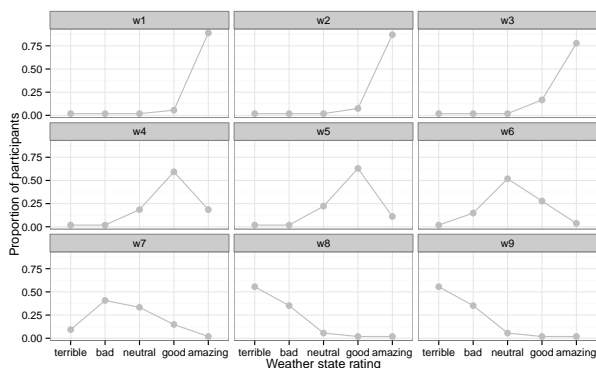 w1 w2 w3
0.75
0.50
0.25
0.00
w4 w5 w6
0.75
0.50
0.25
0.00
w7 w8 w9
0.75
0.50
0.25
0.00
Proportion of participants
terrible bad neutral good amazing terrible bad neutral good amazing terrible bad neutral good amazing
Weather state rating